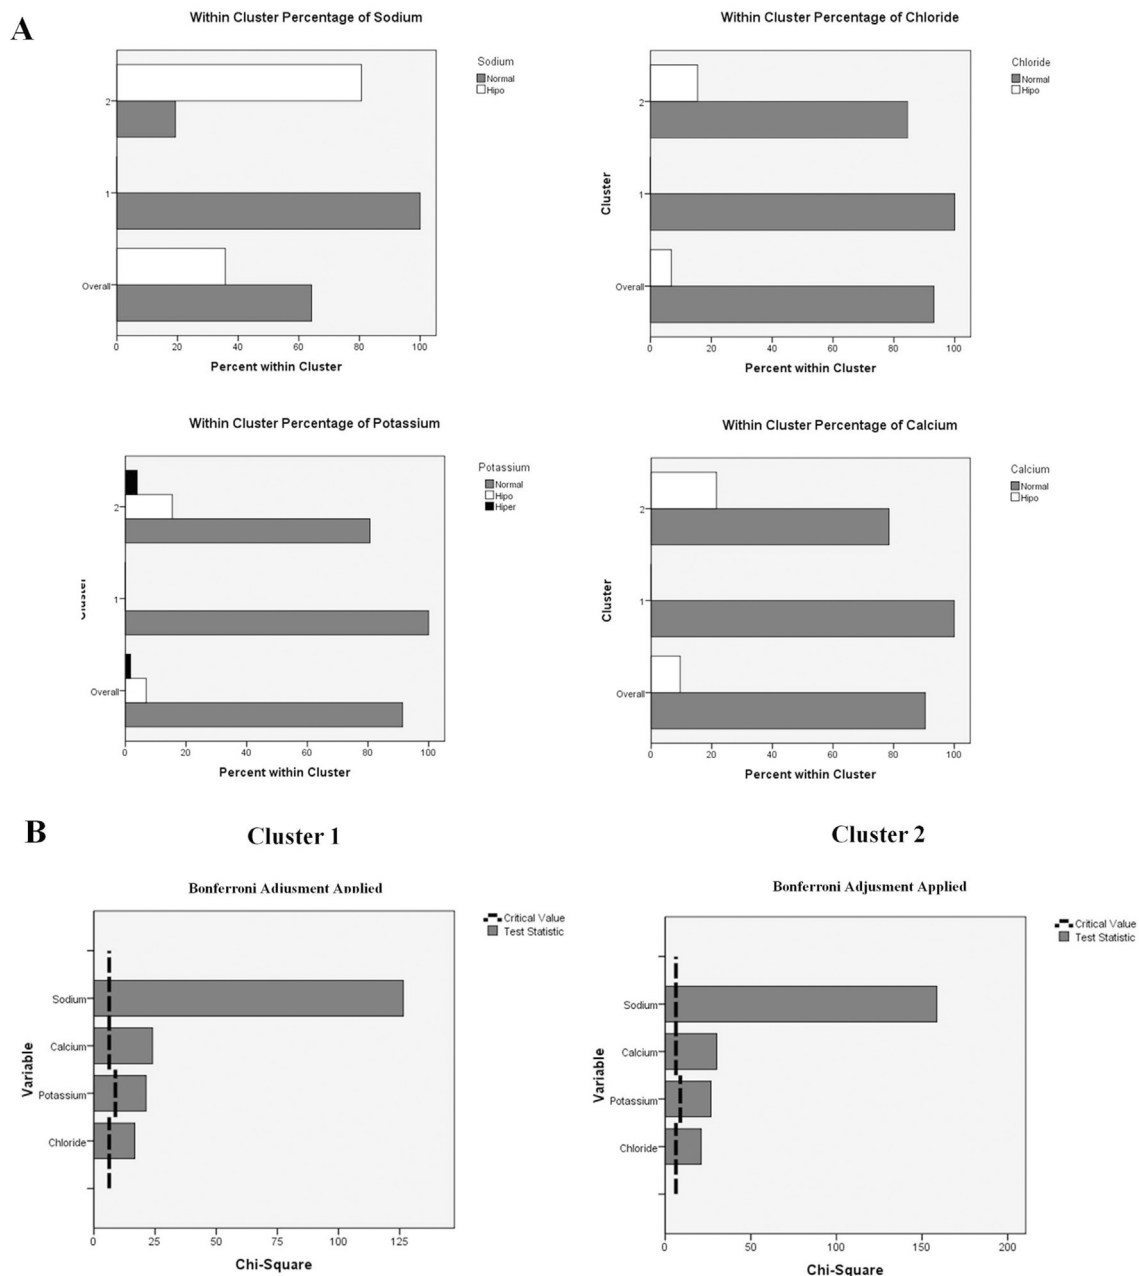 A
Within Cluster Percentage of Sodium
Sodium
Normal
Hipo
2
1
Overall
0 20 40 60 80 100
Percent within Cluster
Within Cluster Percentage of Chloride
Chloride
Normal
Hipo
Cluster
2
1
Overall
0 20 40 60 80 100
Percent within Cluster
Within Cluster Percentage of Potassium
Potassium
Normal
Hipo
Hiper
Cluster
2
1
Overall
0 20 40 60 80 100
Percent within Cluster
Within Cluster Percentage of Calcium
Calcium
Normal
Hipo
Cluster
2
1
Overall
0 20 40 60 80 100
Percent within Cluster
B
Cluster 1
Bonferroni Adjusment Applied
Critical Value
Test Statistic
Variable
Sodium
Calcium
Potassium
Chloride
0 25 50 75 100 125
Chi-Square
Cluster 2
Bonferroni Adjusment Applied
Critical Value
Test Statistic
Variable
Sodium
Calcium
Potassium
Chloride
0 50 100 150 200
Chi-Square